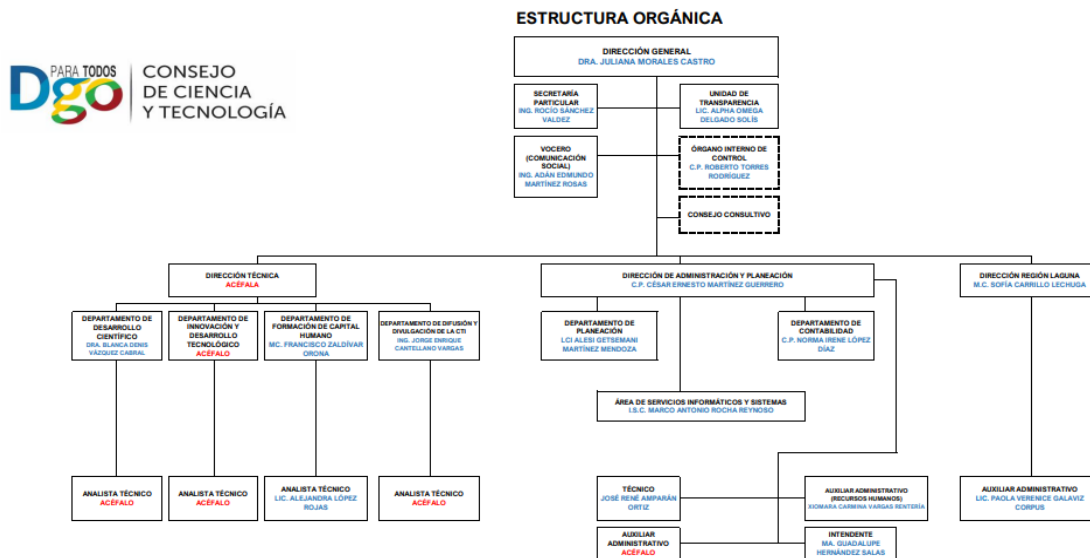 ESTRUCTURA ORGÁNICA
PARA TODOS
Dgo
CONSEJO
DE CIENCIA
Y TECNOLOGÍA
DIRECCIÓN GENERAL
DRA. JULIANA MORALES CASTRO
SECRETARÍA
PARTICULAR
ING. ROCÍO SÁNCHEZ
VALDEZ
UNIDAD DE
TRANSPARENCIA
LIC. ALPHA OMEGA
DELGADO SOLÍS
VOCERO
(COMUNICACIÓN
SOCIAL)
ING. ADÁN EDMUNDO
MARTÍNEZ ROSAS
ÓRGANO INTERNO DE
CONTROL
C.P. ROBERTO TORRES
RODRÍGUEZ
CONSEJO CONSULTIVO
DIRECCIÓN TÉCNICA
ACÉFALA
DIRECCIÓN DE ADMINISTRACIÓN Y PLANEACIÓN
C.P. CÉSAR ERNESTO MARTÍNEZ GUERRERO
DIRECCIÓN REGIÓN LAGUNA
M.C. SOFÍA CARRILLO LECHUGA
DEPARTAMENTO DE
DESARROLLO
CIENTÍFICO
DRA. BLANCA DENIS
VÁZQUEZ CABRAL
DEPARTAMENTO DE
INNOVACIÓN Y
DESARROLLO
TECNOLÓGICO
ACÉFALO
DEPARTAMENTO DE
FORMACIÓN DE CAPITAL
HUMANO
MC. FRANCISCO ZALDÍVAR
ORONA
DEPARTAMENTO DE DIFUSIÓN Y
DIVULGACIÓN DE LA CTI
ING. JORGE ENRIQUE
CANTELLANO VARGAS
DEPARTAMENTO DE
PLANEACIÓN
LCI ALESI GETSEMANI
MARTÍNEZ MENDOZA
DEPARTAMENTO DE
CONTABILIDAD
C.P. NORMA IRENE LÓPEZ
DÍAZ
ÁREA DE SERVICIOS INFORMÁTICOS Y SISTEMAS
I.S.C. MARCO ANTONIO ROCHA REYNOSO
ANALISTA TÉCNICO
ACÉFALO
ANALISTA TÉCNICO
ACÉFALO
ANALISTA TÉCNICO
LIC. ALEJANDRA LÓPEZ
ROJAS
ANALISTA TÉCNICO
ACÉFALO
TÉCNICO
JOSÉ RENÉ AMPARÁN
ORTIZ
AUXILIAR ADMINISTRATIVO
(RECURSOS HUMANOS)
XIOMARA CARMINA VARGAS RENTERÍA
AUXILIAR ADMINISTRATIVO
LIC. PAOLA VERENICE GALAVIZ
CORPUS
AUXILIAR
ADMINISTRATIVO
ACÉFALO
INTENDENTE
MA. GUADALUPE
HERNÁNDEZ SALAS